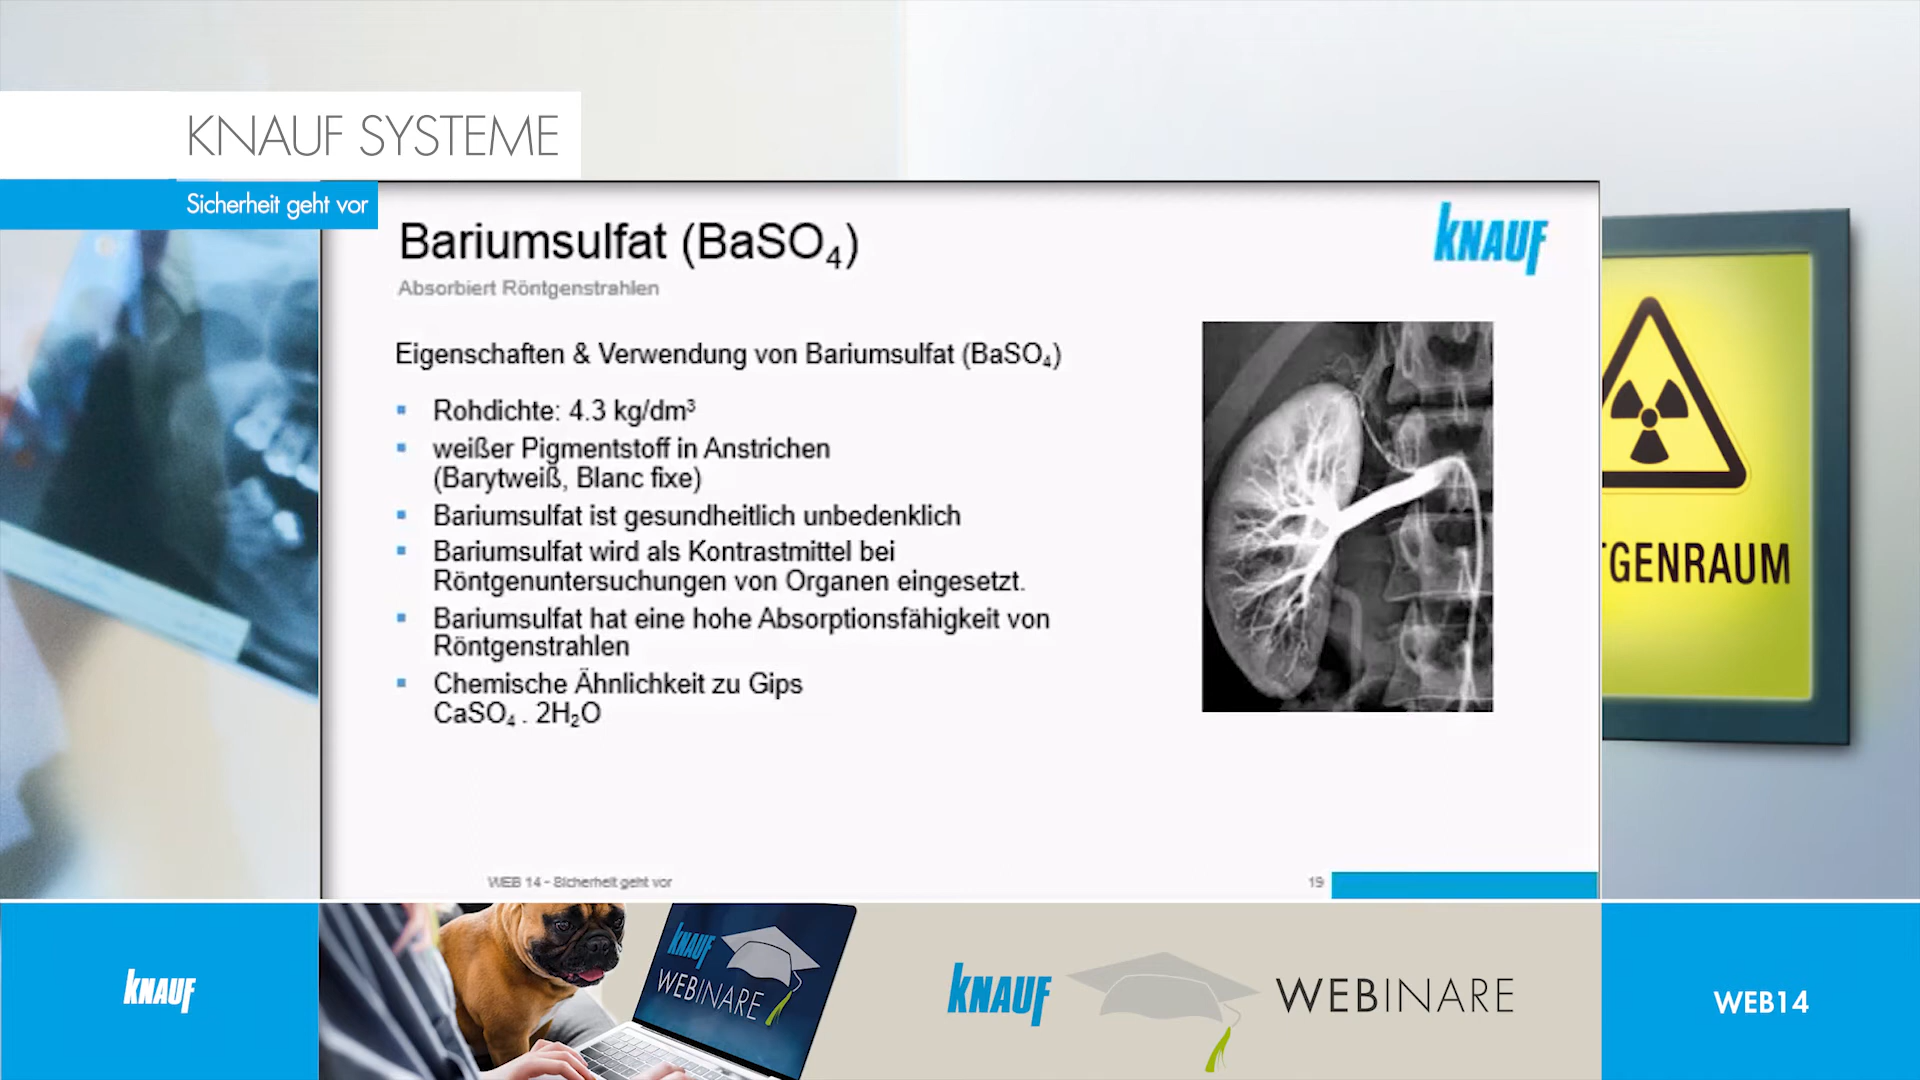 KNAUF SYSTEME
Sicherheit geht vor
Bariumsulfat (BaSO₄)
Absorbiert Röntgenstrahlen
KNAUF
Eigenschaften & Verwendung von Bariumsulfat (BaSO₄)
▪ Rohdichte: 4.3 kg/dm³
▪ weißer Pigmentstoff in Anstrichen
(Barytweiß, Blanc fixe)
▪ Bariumsulfat ist gesundheitlich unbedenklich
▪ Bariumsulfat wird als Kontrastmittel bei
Röntgenuntersuchungen von Organen eingesetzt.
▪ Bariumsulfat hat eine hohe Absorptionsfähigkeit von
Röntgenstrahlen
▪ Chemische Ähnlichkeit zu Gips
CaSO₄ . 2H₂O
TGENRAUM
WEB 14 - Sicherheit geht vor
19
KNAUF
KNAUF
WEBINARE
KNAUF
WEBINARE
WEB14